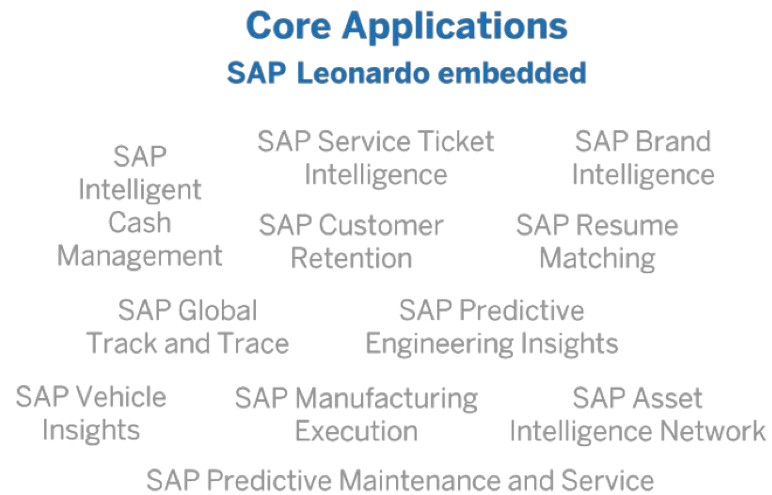 Core Applications
SAP Leonardo embedded
SAP
Intelligent
Cash
Management
SAP Service Ticket
Intelligence
SAP Brand
Intelligence
SAP Customer
Retention
SAP Resume
Matching
SAP Global
Track and Trace
SAP Predictive
Engineering Insights
SAP Vehicle
Insights
SAP Manufacturing
Execution
SAP Asset
Intelligence Network
SAP Predictive Maintenance and Service